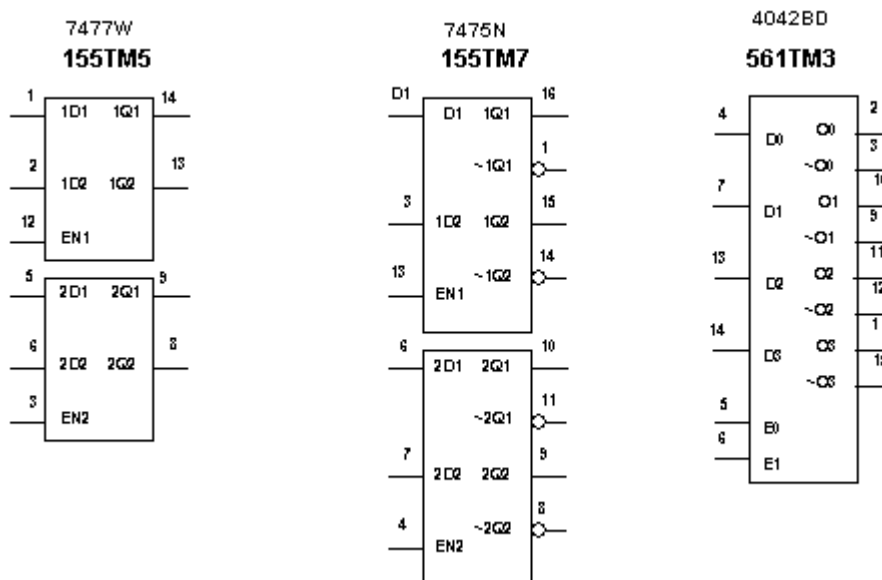 7477W
155TM5
1 14
1D1 1Q1
2 13
1D2 1Q2
12
EN1
5 9
2D1 2Q1
6 8
2D2 2Q2
3
EN2
7475N
155TM7
D1 16
D1 1Q1
1
~1Q1
3 15
1D2 1Q2
13 14
~1Q2
EN1
6 10
2D1 2Q1
11
~2Q1
7 9
2D2 2Q2
4 8
~2Q2
EN2
4042BD
561TM3
4 2
D0 O0
3
~O0
7 10
D1 O1
9
~O1
13 11
D2 O2
12
~O2
14 1
D3 O3
~O3
5
E0
6
E1